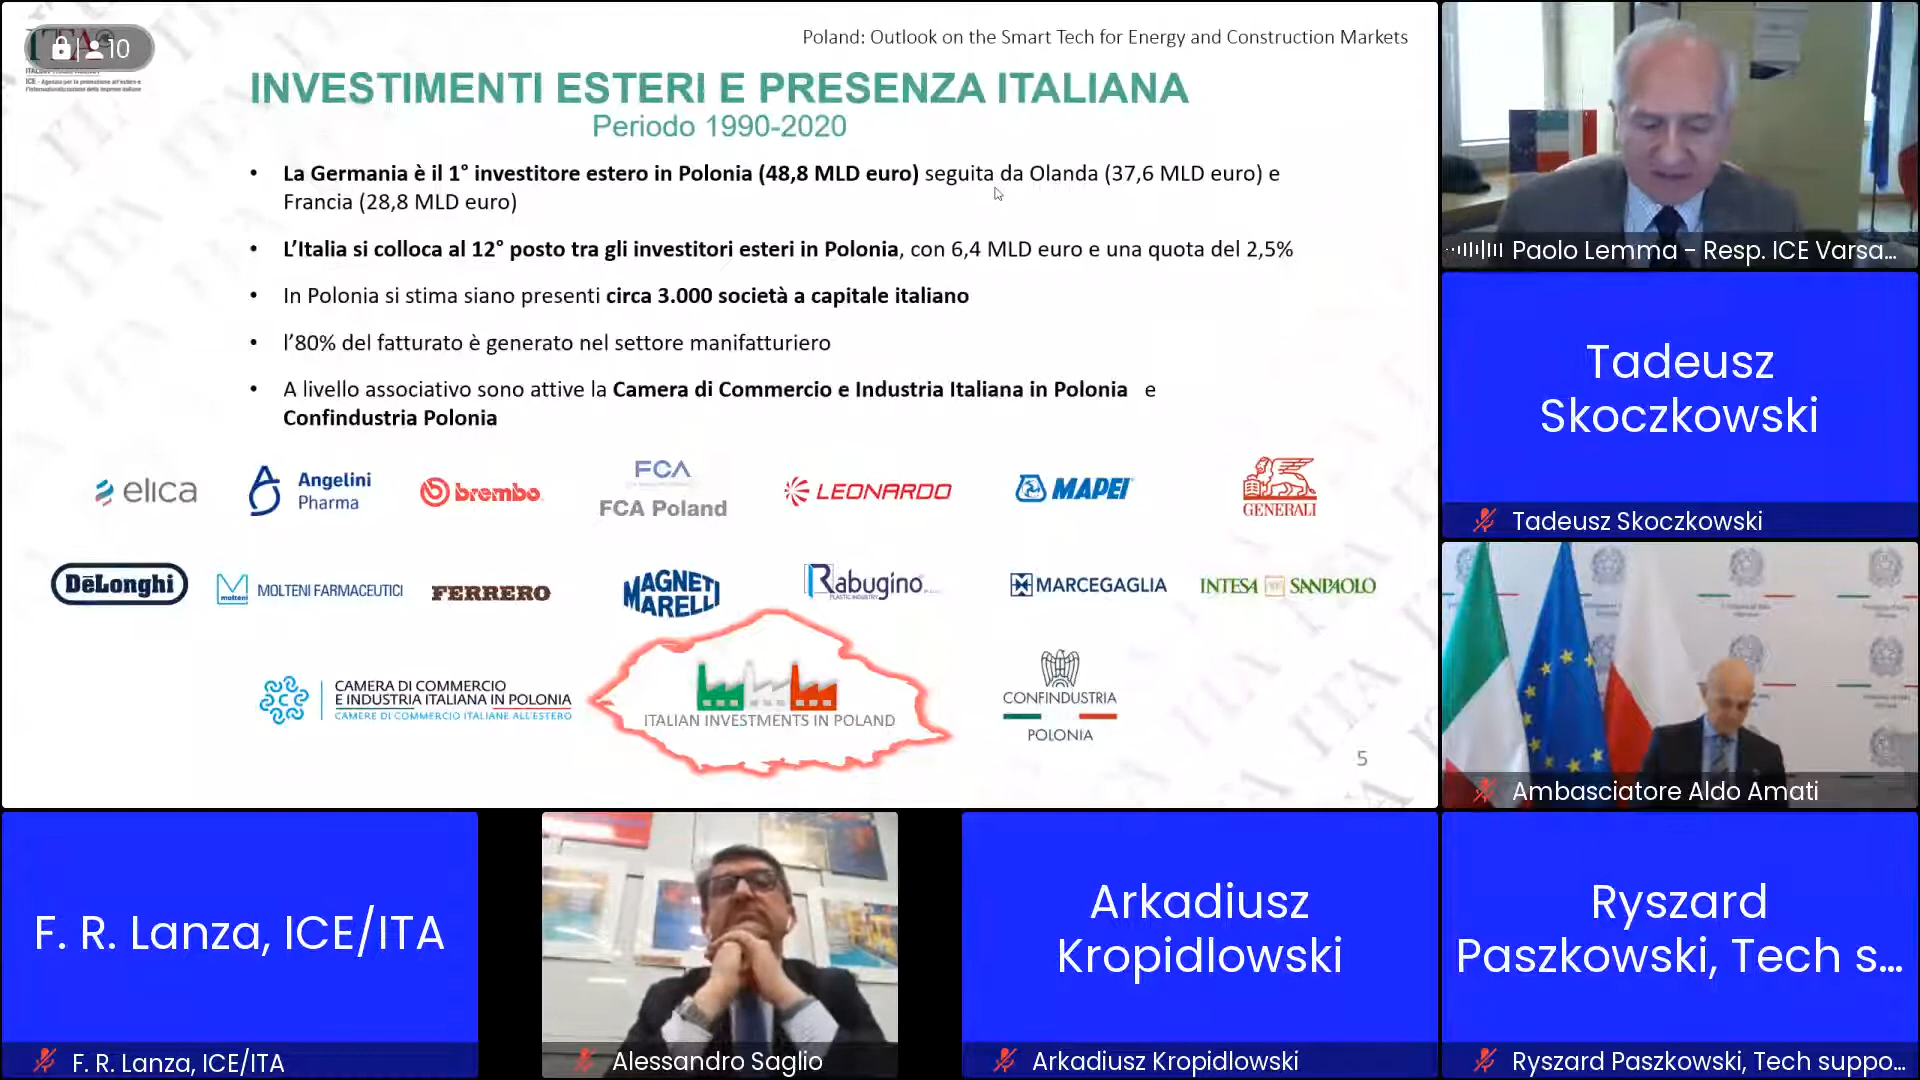 10
Poland: Outlook on the Smart Tech for Energy and Construction Markets
INVESTIMENTI ESTERI E PRESENZA ITALIANA
Periodo 1990-2020
• La Germania è il 1° investitore estero in Polonia (48,8 MLD euro) seguita da Olanda (37,6 MLD euro) e
Francia (28,8 MLD euro)
• L'Italia si colloca al 12° posto tra gli investitori esteri in Polonia, con 6,4 MLD euro e una quota del 2,5%
• In Polonia si stima siano presenti circa 3.000 società a capitale italiano
• l'80% del fatturato è generato nel settore manifatturiero
• A livello associativo sono attive la Camera di Commercio e Industria Italiana in Polonia e
Confindustria Polonia
elica
Angelini
Pharma
brembo
FCA
FCA Poland
LEONARDO
MAPEI
GENERALI
DeLonghi
molteni
MOLTENI FARMACEUTICI
FERRERO
MAGNETI
MARELLI
Rabugino
PLASTIC INDUSTRY
MARCEGAGLIA
INTESA SANPAOLO
CAMERA DI COMMERCIO
E INDUSTRIA ITALIANA IN POLONIA
CAMERE DI COMMERCIO ITALIANE ALL'ESTERO
ITALIAN INVESTMENTS IN POLAND
CONFINDUSTRIA
POLONIA
5
Paolo Lemma - Resp. ICE Varsa...
Tadeusz
Skoczkowski
Tadeusz Skoczkowski
Ambasciatore Aldo Amati
F. R. Lanza, ICE/ITA
F. R. Lanza, ICE/ITA
Alessandro Saglio
Arkadiusz
Kropidlowski
Arkadiusz Kropidlowski
Ryszard
Paszkowski, Tech s...
Ryszard Paszkowski, Tech suppo...